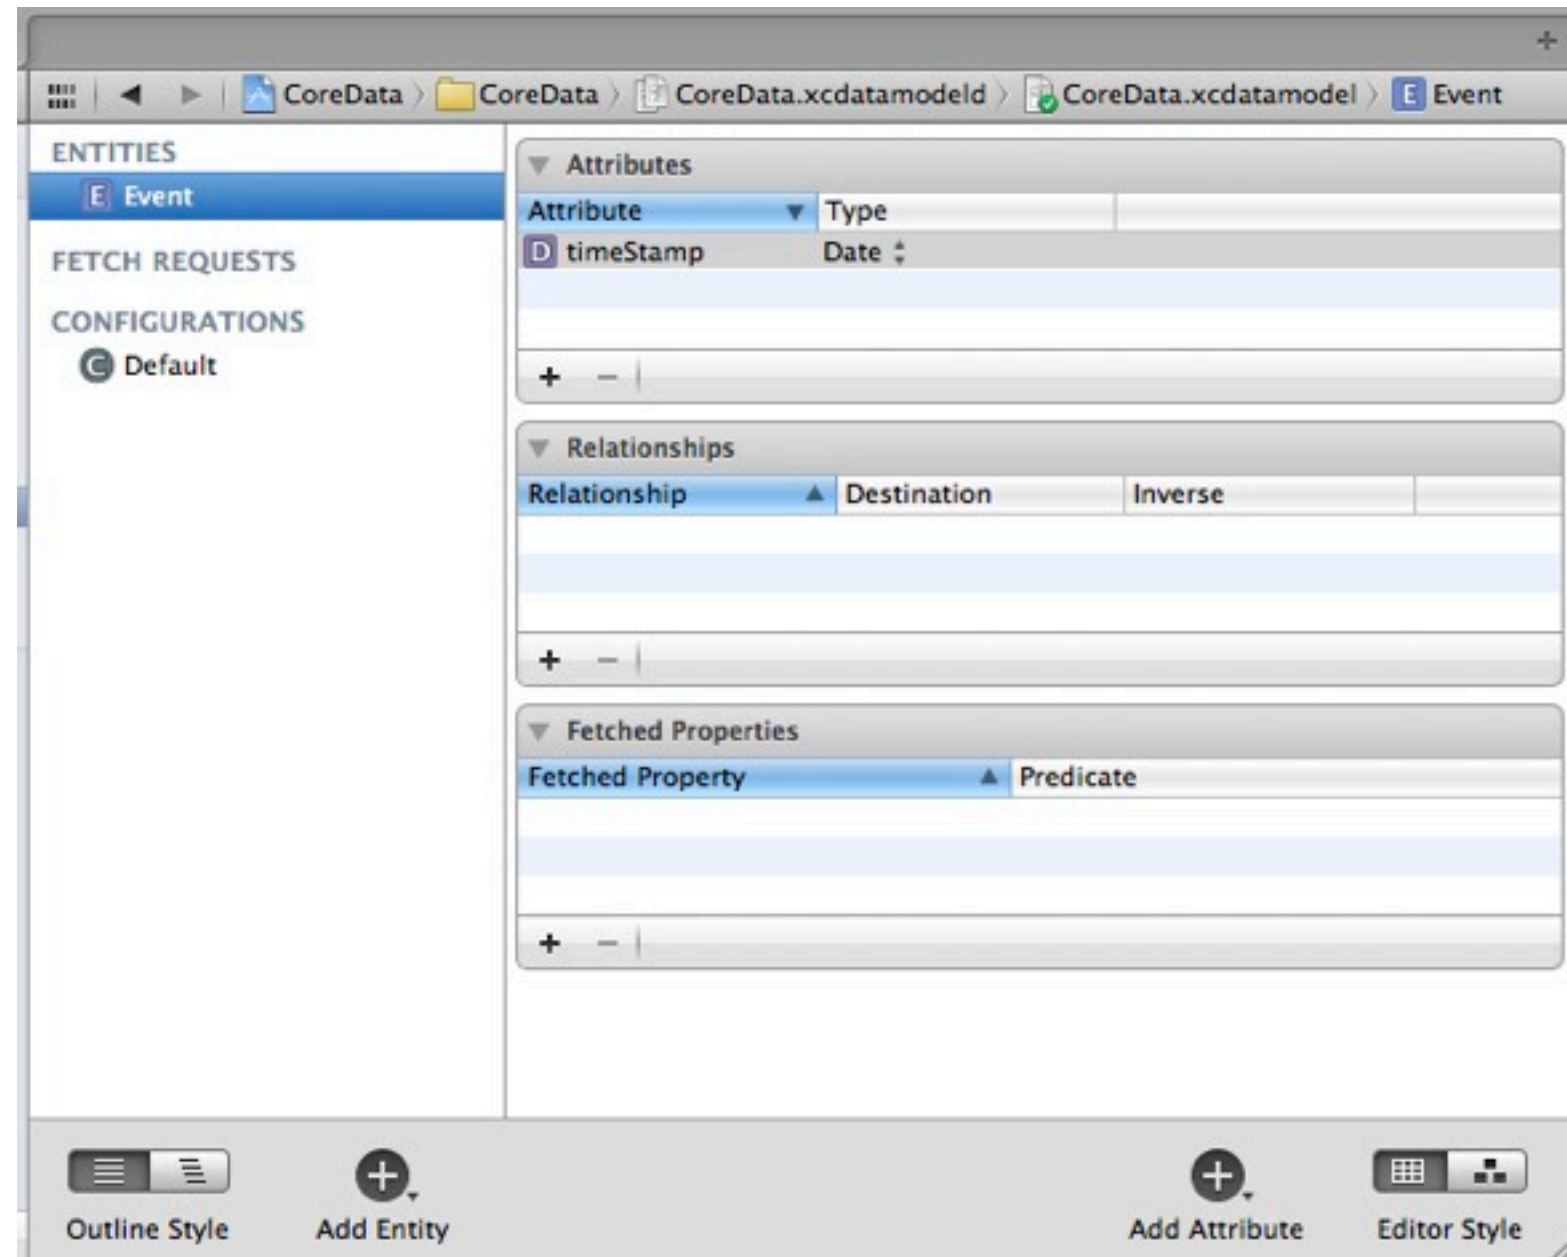 CoreData CoreData CoreData.xcdatamodeld CoreData.xcdatamodel E Event
ENTITIES
E Event
FETCH REQUESTS
CONFIGURATIONS
C Default
Attributes
Attribute Type
D timeStamp Date
+ −
Relationships
Relationship Destination Inverse
+ −
Fetched Properties
Fetched Property Predicate
+ −
Outline Style Add Entity Add Attribute Editor Style